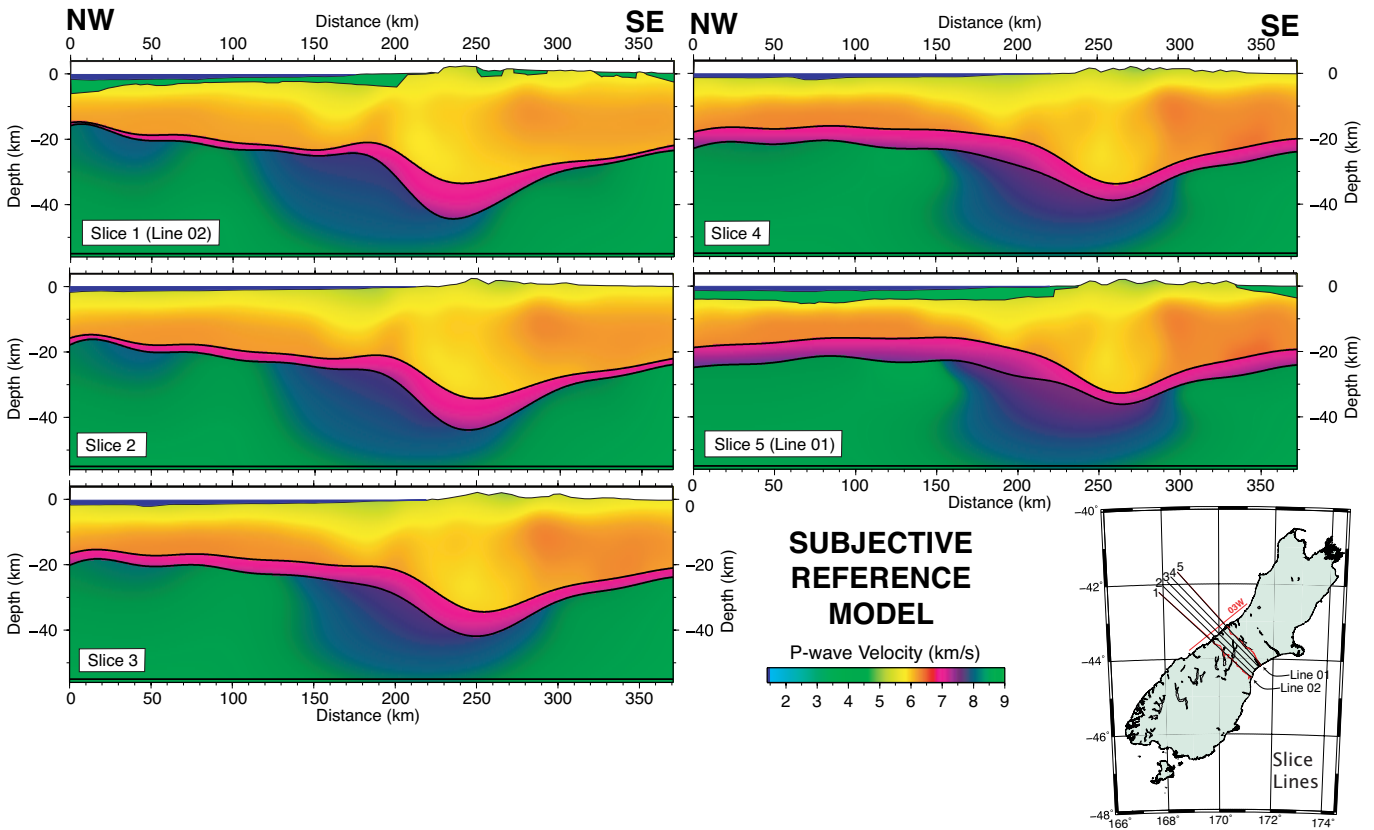 NW
Distance (km)
SE
0 50 100 150 200 250 300 350
0
−20
−40
Depth (km)
Slice 1 (Line 02)
NW
Distance (km)
SE
0 50 100 150 200 250 300 350
0
−20
−40
Depth (km)
Slice 4
0
−20
−40
Depth (km)
Slice 2
0
−20
−40
Depth (km)
Slice 5 (Line 01)
0 50 100 150 200 250 300 350
Distance (km)
0
−20
−40
Depth (km)
Slice 3
0
−20
−40
Depth (km)
0 50 100 150 200 250 300 350
Distance (km)
SUBJECTIVE
REFERENCE
MODEL
P-wave Velocity (km/s)
2 3 4 5 6 7 8 9
−40˚
−42˚
−44˚
−46˚
−48˚
166˚ 168˚ 170˚ 172˚ 174˚
1 2 3 4 5
03W
Line 01
Line 02
Slice
Lines